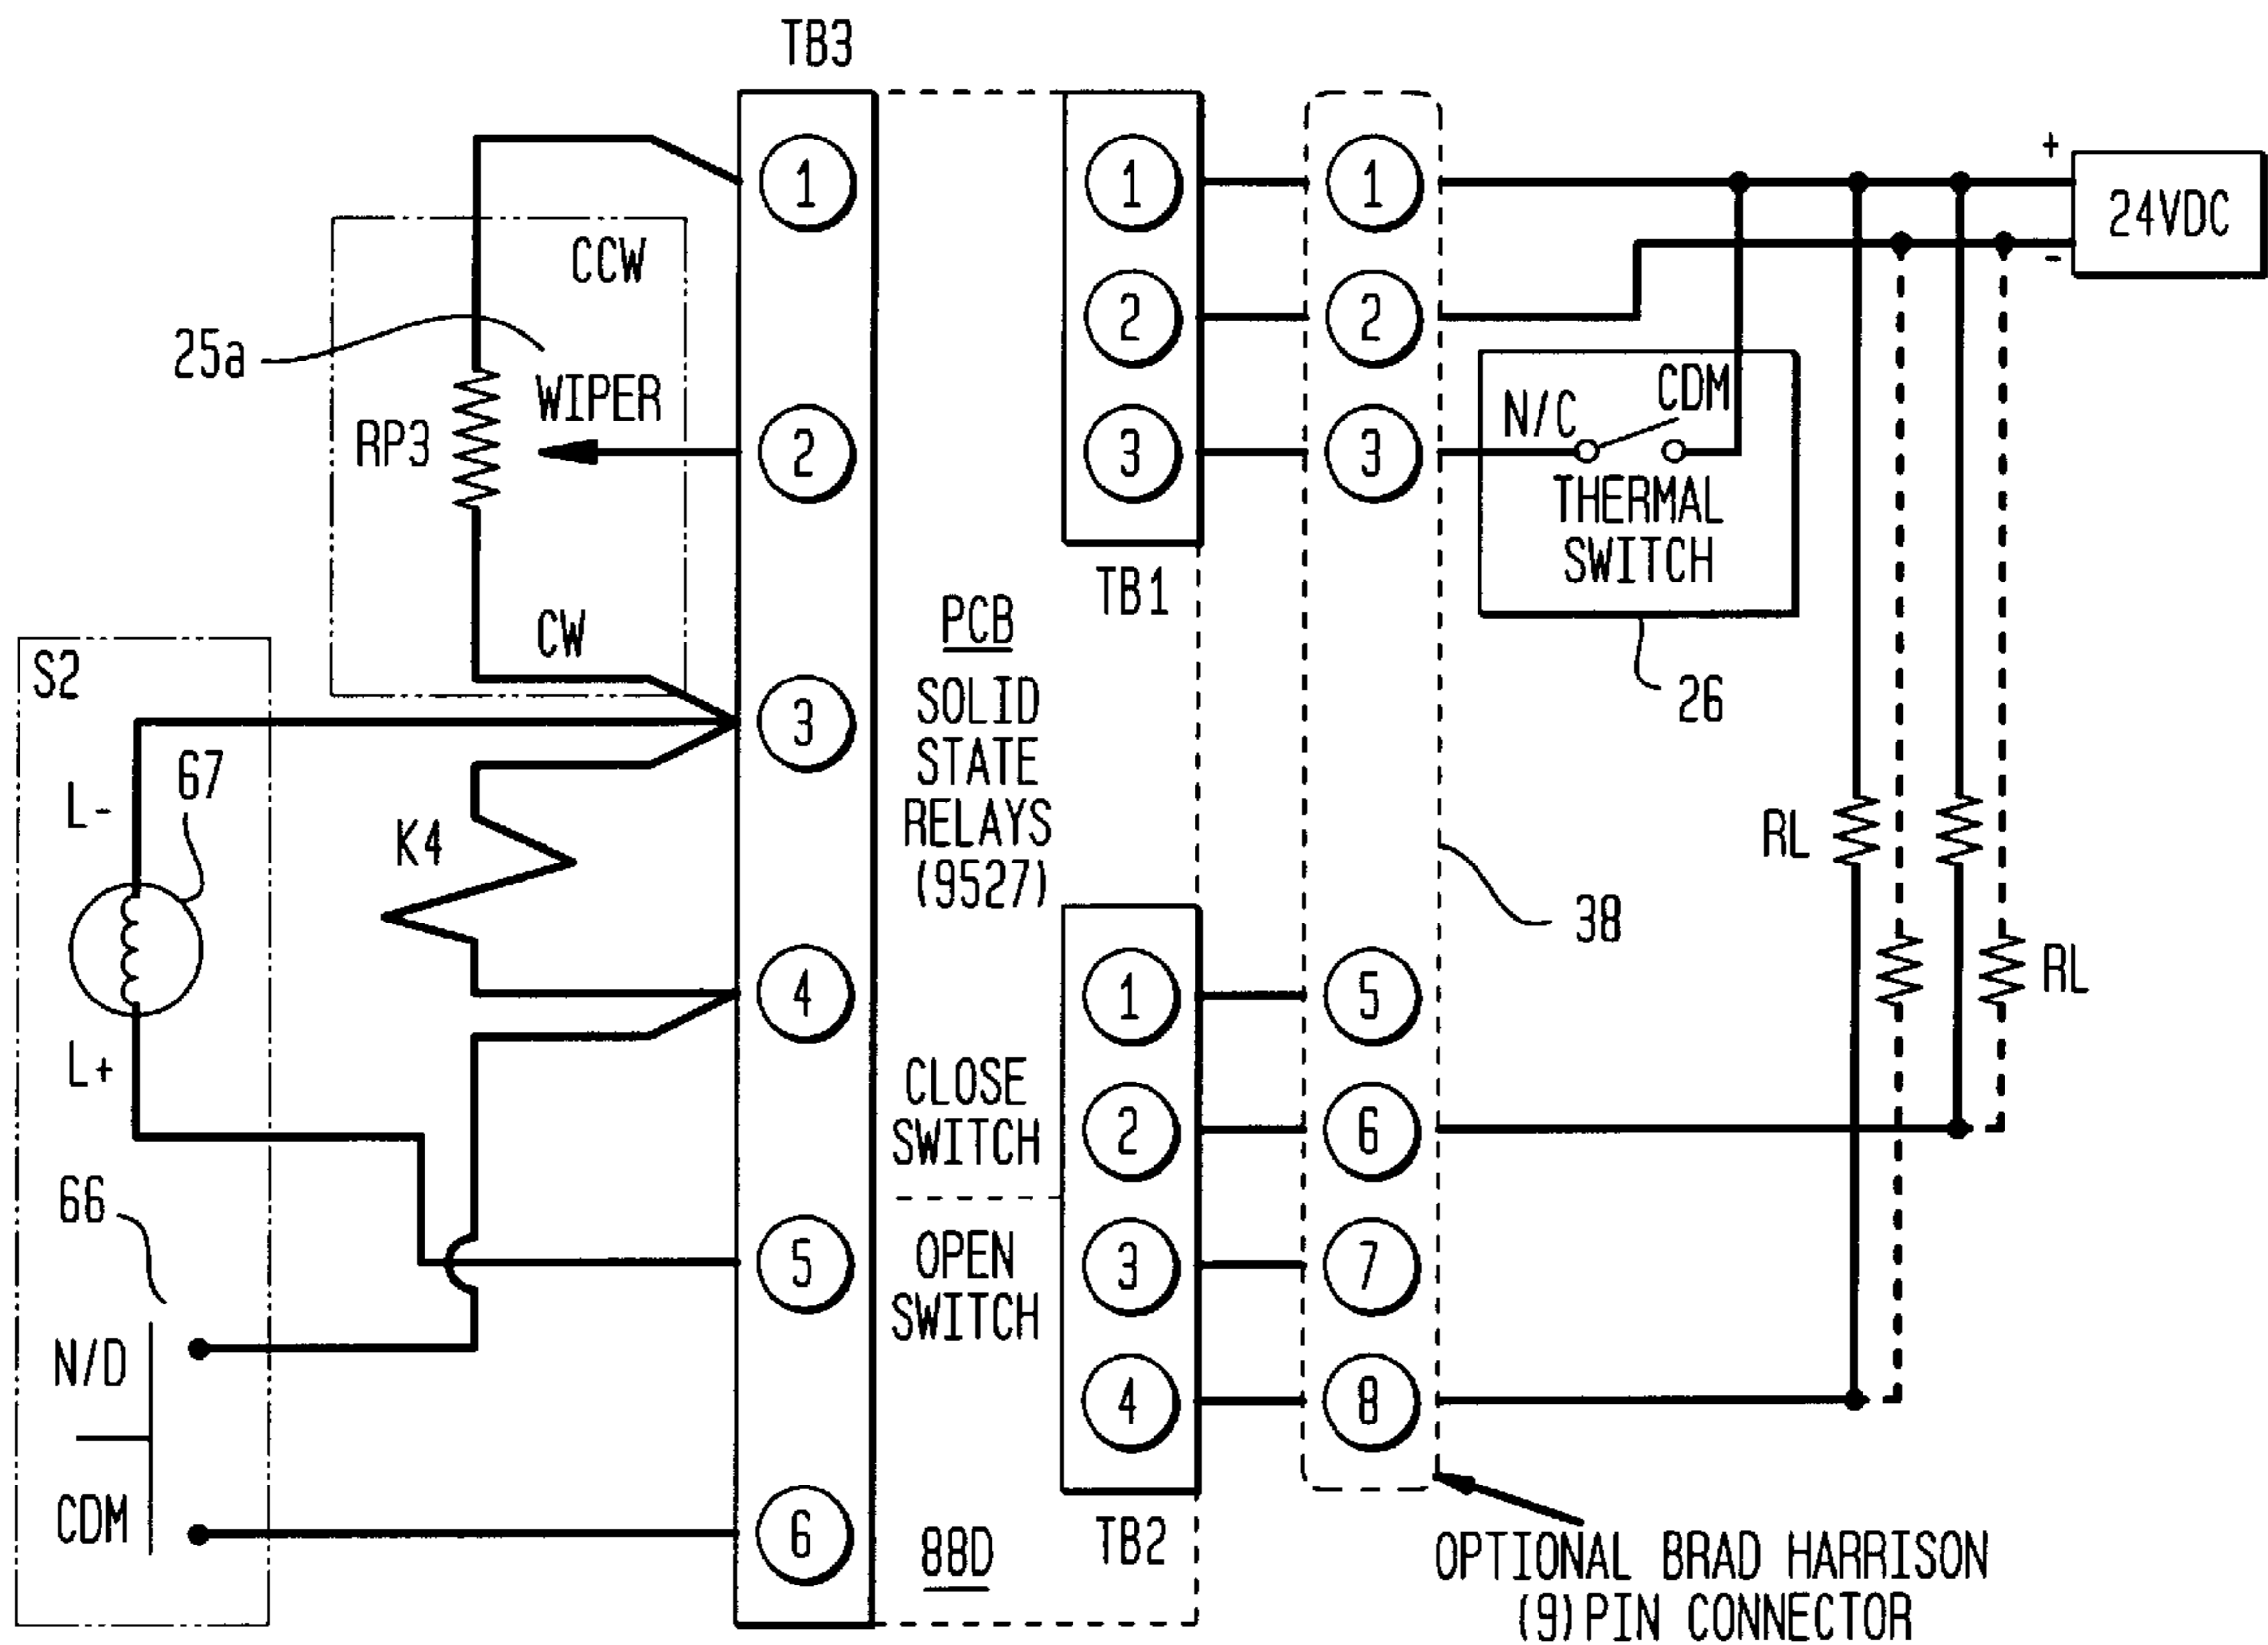 TB3
1
2
3
4
5
6
CCW
25a
WIPER
RP3
CW
S2
L-
67
K4
L+
66
N/D
CDM
PCB
SOLID
STATE
RELAYS
(9527)
CLOSE
SWITCH
OPEN
SWITCH
88D
1
2
3
TB1
1
2
3
4
TB2
1
2
3
5
6
7
8
+
24VDC
-
N/C
CDM
THERMAL
SWITCH
26
RL
RL
38
OPTIONAL BRAD HARRISON
(9)PIN CONNECTOR